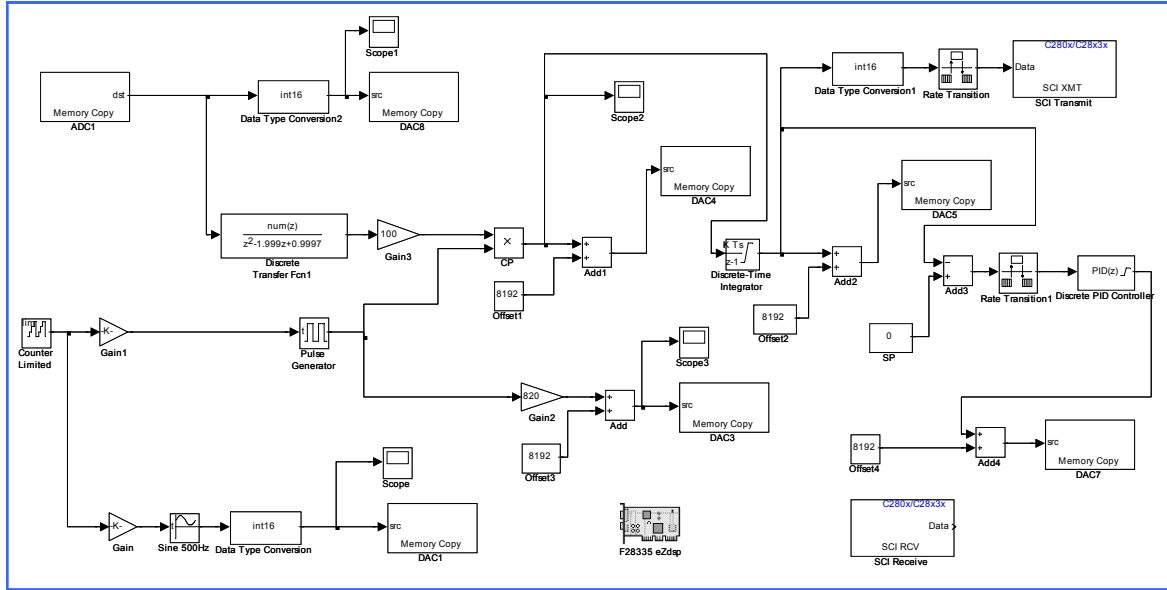 Scope1
dst
Memory Copy
ADC1
int16
Data Type Conversion2
src
Memory Copy
DAC8
Scope2
int16
Data Type Conversion1
Rate Transition
C280x/C28x3x
Data
SCI XMT
SCI Transmit
src
Memory Copy
DAC4
src
Memory Copy
DAC5
num(z)
z2-1.999z+0.9997
Discrete
Transfer Fcn1
100
Gain3
×
CP
+
+
Add1
8192
Offset1
K Ts
z-1
Discrete-Time
Integrator
+
+
Add2
8192
Offset2
−
+
Add3
Rate Transition1
PID(z)
Discrete PID Controller
0
SP
lim
Counter
Limited
-K-
Gain1
t
Pulse
Generator
Scope3
820
Gain2
+
+
Add
src
Memory Copy
DAC3
8192
Offset3
+
+
Add4
8192
Offset4
src
Memory Copy
DAC7
Scope
-K-
Gain
t
Sine 500Hz
int16
Data Type Conversion
src
Memory Copy
DAC1
F28335 eZdsp
C280x/C28x3x
Data
SCI RCV
SCI Receive